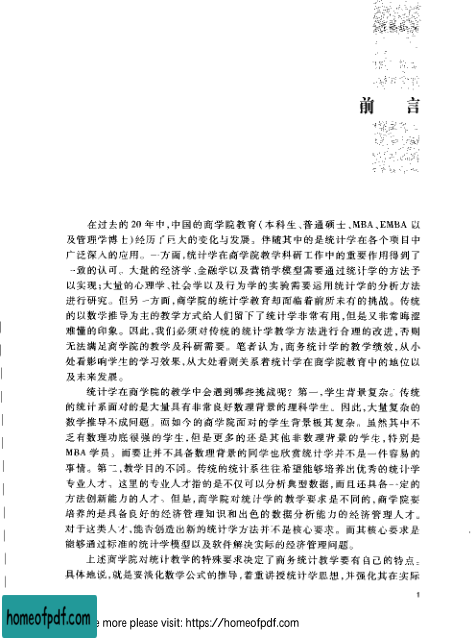 前 言
在过去的 20 年中,中国的商学院教育(本科生、普通硕士、MBA、EMBA 以
及管理学博士)经历了巨大的变化与发展。伴随其中的是统计学在各个项目中
广泛深入的应用。一方面,统计学在商学院教学科研工作中的重要作用得到了
一致的认可。大量的经济学、金融学以及营销学模型需要通过统计学的方法予
以实现;大量的心理学、社会学以及行为学的实验需要运用统计学的分析方法
进行研究。但另一方面,商学院的统计学教育却面临着前所未有的挑战。传统
的以数学推导为主的教学方式给人们留下了统计学非常有用,但是又非常晦涩
难懂的印象。因此,我们必须对传统的统计学教学方法进行合理的改进,否则
无法满足商学院的教学及科研需要。笔者认为,商务统计学的教学绩效,从小
处看影响学生的学习效果,从大处看则关系着统计学在商学院教育中的地位以
及未来发展。
统计学在商学院的教学中会遇到哪些挑战呢?第一,学生背景复杂。传统
的统计系面对的是大量具有非常良好数理背景的理科学生。因此,大量复杂的
数学推导不成问题。而如今的商学院面对的学生背景极其复杂。虽然其中不
乏有数理功底很强的学生,但是更多的还是其他非数理背景的学生,特别是
MBA 学员。而要让并不具备数理背景的同学也欣赏统计学并不是一件容易的
事情。第二,教学目的不同。传统的统计系往往希望能够培养出优秀的统计学
专业人才。这里的专业人才指的是不仅可以分析典型数据,而且还具备一定的
方法创新能力的人才。但是,商学院对统计学的教学要求是不同的,商学院要
培养的是具备良好的经济管理知识和出色的数据分析能力的经济管理人才。
对于这类人才,能否创造出新的统计学方法并不是核心要求。而其核心要求是
能够通过标准的统计学模型以及软件解决实际的经济管理问题。
上述商学院对统计教学的特殊要求决定了商务统计学教学要有自己的特点。
具体地说,就是要淡化数学公式的推导,着重讲授统计学思想,并强化其在实际
1
homeofpdf.com
e more please visit: https://homeofpdf.com